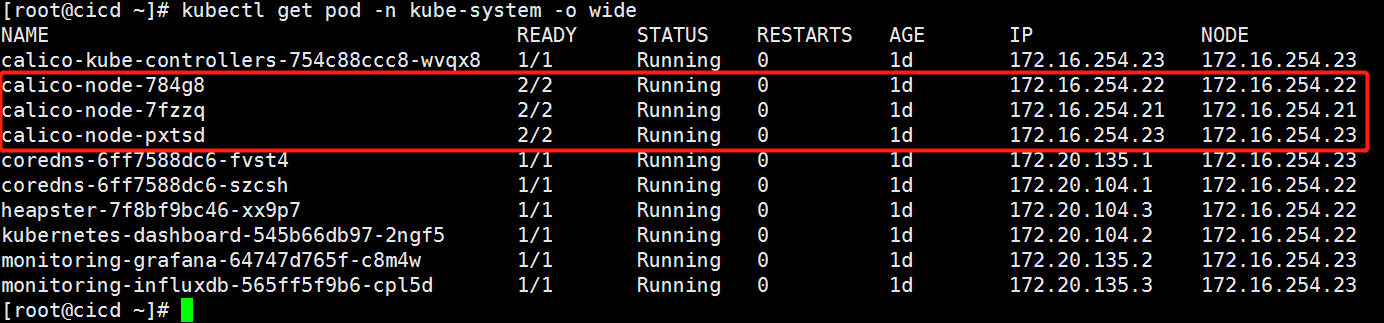 [root@cicd ~]# kubectl get pod -n kube-system -o wide
NAME READY STATUS RESTARTS AGE IP NODE
calico-kube-controllers-754c88ccc8-wvqx8 1/1 Running 0 1d 172.16.254.23 172.16.254.23
calico-node-784g8 2/2 Running 0 1d 172.16.254.22 172.16.254.22
calico-node-7fzzq 2/2 Running 0 1d 172.16.254.21 172.16.254.21
calico-node-pxtsd 2/2 Running 0 1d 172.16.254.23 172.16.254.23
coredns-6ff7588dc6-fvst4 1/1 Running 0 1d 172.20.135.1 172.16.254.23
coredns-6ff7588dc6-szcsh 1/1 Running 0 1d 172.20.104.1 172.16.254.22
heapster-7f8bf9bc46-xx9p7 1/1 Running 0 1d 172.20.104.3 172.16.254.22
kubernetes-dashboard-545b66db97-2ngf5 1/1 Running 0 1d 172.20.104.2 172.16.254.22
monitoring-grafana-64747d765f-c8m4w 1/1 Running 0 1d 172.20.135.2 172.16.254.23
monitoring-influxdb-565ff5f9b6-cpl5d 1/1 Running 0 1d 172.20.135.3 172.16.254.23
[root@cicd ~]#